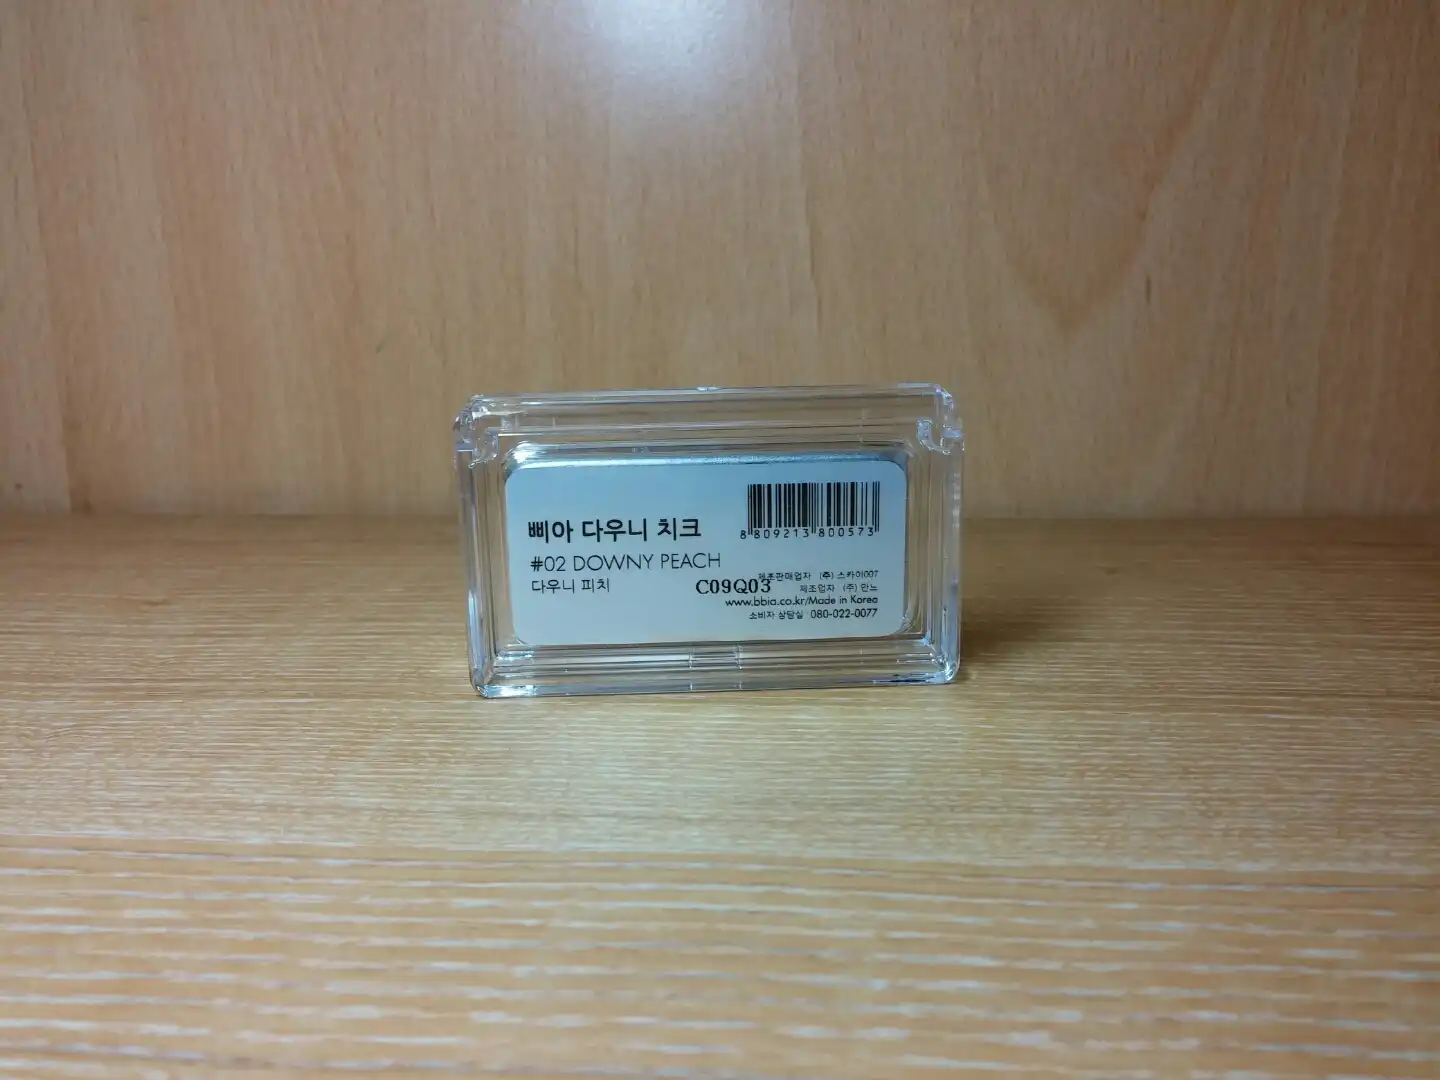 삐아 다우니 치크
#02 DOWNY PEACH
다우니 피치
8 809213 800573
C09Q03
제조판매업자 (주) 스카이007
제조업자 (주) 만느
www.bbia.co.kr/Made in Korea
소비자 상담실 080-022-0077